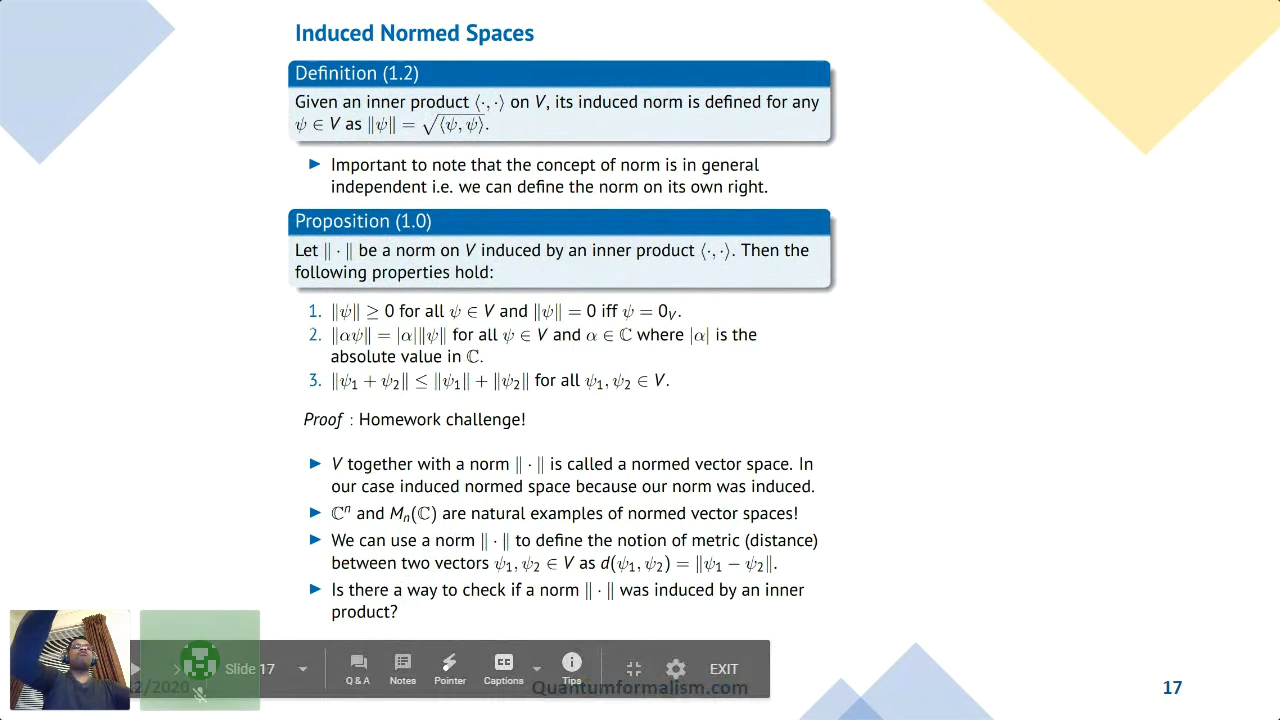 Induced Normed Spaces
Definition (1.2)
Given an inner product ⟨·, ·⟩ on V, its induced norm is defined for any
ψ ∈ V as ‖ψ‖ = √⟨ψ, ψ⟩.
► Important to note that the concept of norm is in general
independent i.e. we can define the norm on its own right.
Proposition (1.0)
Let ‖ · ‖ be a norm on V induced by an inner product ⟨·, ·⟩. Then the
following properties hold:
1. ‖ψ‖ ≥ 0 for all ψ ∈ V and ‖ψ‖ = 0 iff ψ = 0_V.
2. ‖αψ‖ = |α|‖ψ‖ for all ψ ∈ V and α ∈ ℂ where |α| is the
absolute value in ℂ.
3. ‖ψ₁ + ψ₂‖ ≤ ‖ψ₁‖ + ‖ψ₂‖ for all ψ₁, ψ₂ ∈ V.
Proof : Homework challenge!
► V together with a norm ‖ · ‖ is called a normed vector space. In
our case induced normed space because our norm was induced.
► ℂⁿ and Mₙ(ℂ) are natural examples of normed vector spaces!
► We can use a norm ‖ · ‖ to define the notion of metric (distance)
between two vectors ψ₁, ψ₂ ∈ V as d(ψ₁, ψ₂) = ‖ψ₁ − ψ₂‖.
► Is there a way to check if a norm ‖ · ‖ was induced by an inner
product?
Slide 17
Q & A
Notes
Pointer
CC
Captions
Tips
EXIT
2/2020
Quantumformalism.com
17